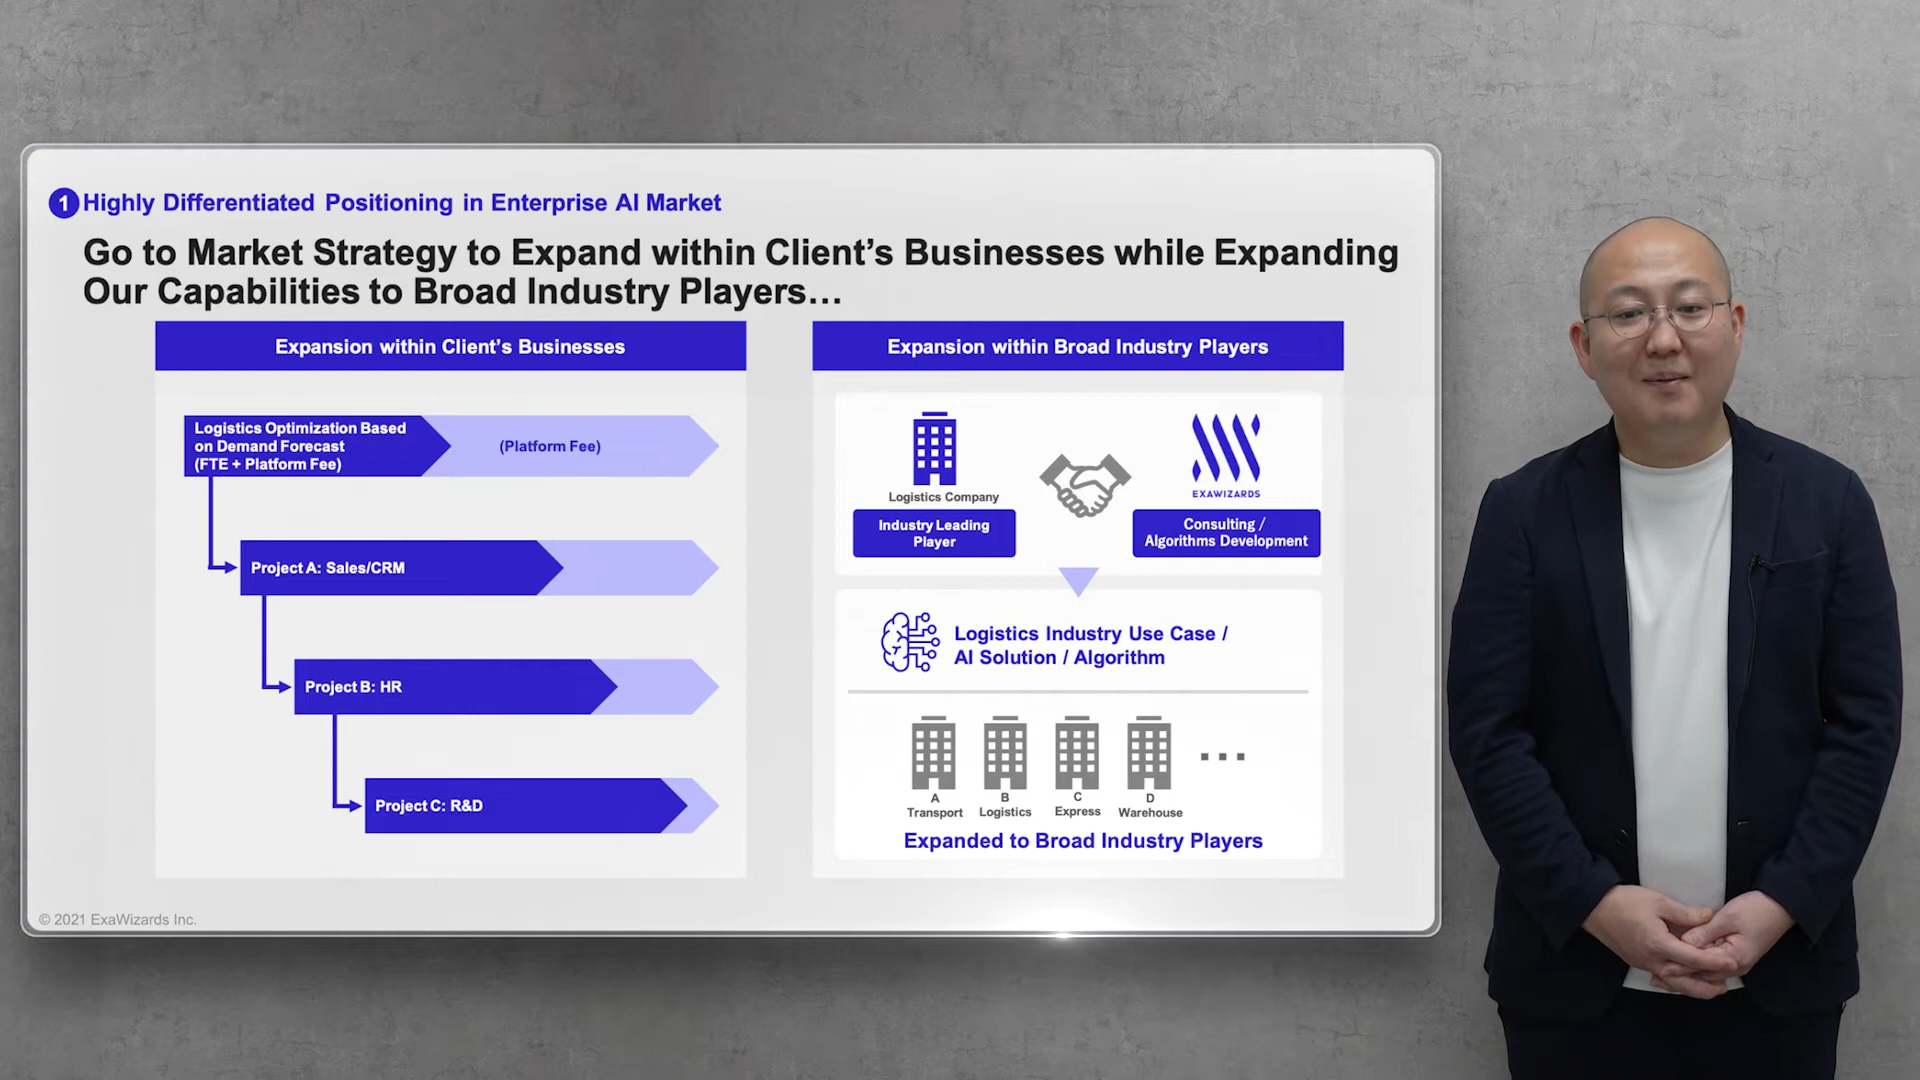 1 Highly Differentiated Positioning in Enterprise AI Market
Go to Market Strategy to Expand within Client's Businesses while Expanding
Our Capabilities to Broad Industry Players…
Expansion within Client's Businesses
Logistics Optimization Based
on Demand Forecast
(FTE + Platform Fee)
(Platform Fee)
Project A: Sales/CRM
Project B: HR
Project C: R&D
Expansion within Broad Industry Players
Logistics Company
Industry Leading
Player
EXAWIZARDS
Consulting /
Algorithms Development
Logistics Industry Use Case /
AI Solution / Algorithm
A
Transport
B
Logistics
C
Express
D
Warehouse
...
Expanded to Broad Industry Players
© 2021 ExaWizards Inc.